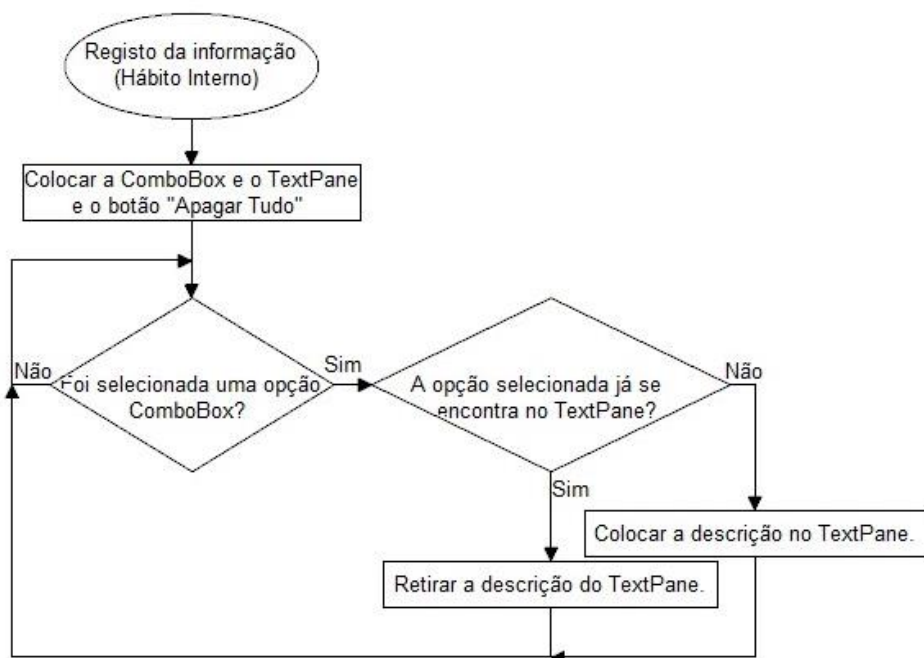 Registo da informação
(Hábito Interno)
Colocar a ComboBox e o TextPane
e o botão "Apagar Tudo"
Não
Foi selecionada uma opção
ComboBox?
Sim
A opção selecionada já se
encontra no TextPane?
Não
Sim
Colocar a descrição no TextPane.
Retirar a descrição do TextPane.